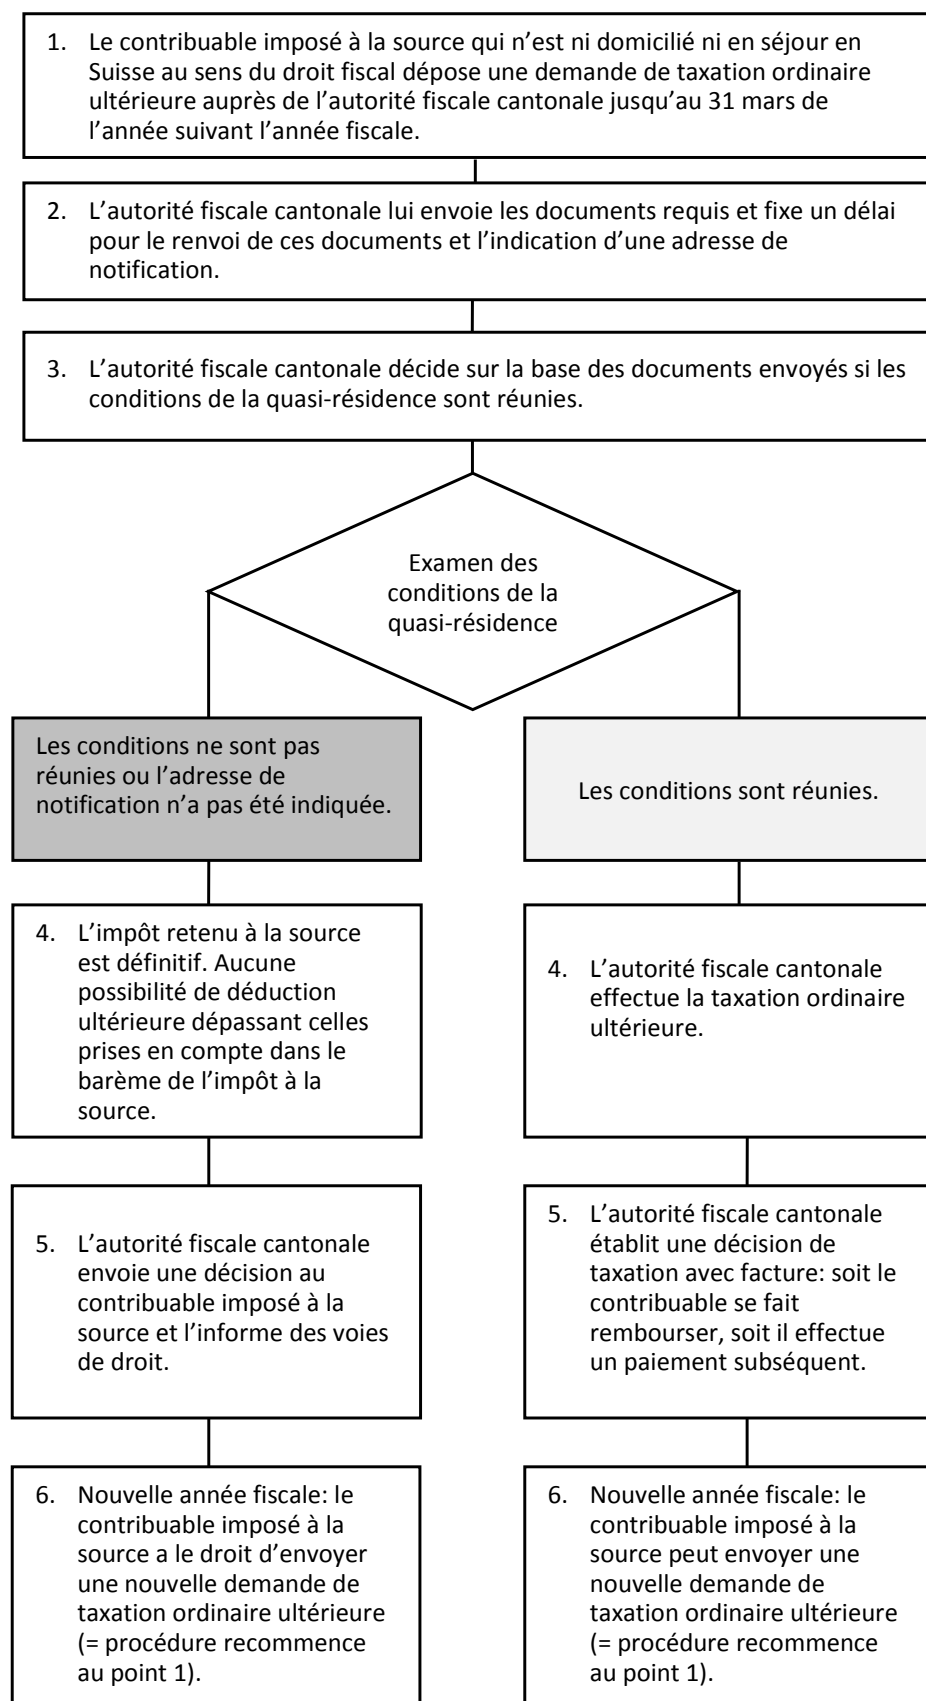 1. Le contribuable imposé à la source qui n’est ni domicilié ni en séjour en
Suisse au sens du droit fiscal dépose une demande de taxation ordinaire
ultérieure auprès de l’autorité fiscale cantonale jusqu’au 31 mars de
l’année suivant l’année fiscale.
2. L’autorité fiscale cantonale lui envoie les documents requis et fixe un délai
pour le renvoi de ces documents et l’indication d’une adresse de
notification.
3. L’autorité fiscale cantonale décide sur la base des documents envoyés si les
conditions de la quasi-résidence sont réunies.
Examen des
conditions de la
quasi-résidence
Les conditions ne sont pas
réunies ou l’adresse de
notification n’a pas été indiquée.
4. L’impôt retenu à la source
est définitif. Aucune
possibilité de déduction
ultérieure dépassant celles
prises en compte dans le
barème de l’impôt à la
source.
5. L’autorité fiscale cantonale
envoie une décision au
contribuable imposé à la
source et l’informe des voies
de droit.
6. Nouvelle année fiscale: le
contribuable imposé à la
source a le droit d’envoyer
une nouvelle demande de
taxation ordinaire ultérieure
(= procédure recommence
au point 1).
Les conditions sont réunies.
4. L’autorité fiscale cantonale
effectue la taxation ordinaire
ultérieure.
5. L’autorité fiscale cantonale
établit une décision de
taxation avec facture: soit le
contribuable se fait
rembourser, soit il effectue
un paiement subséquent.
6. Nouvelle année fiscale: le
contribuable imposé à la
source peut envoyer une
nouvelle demande de
taxation ordinaire ultérieure
(= procédure recommence
au point 1).